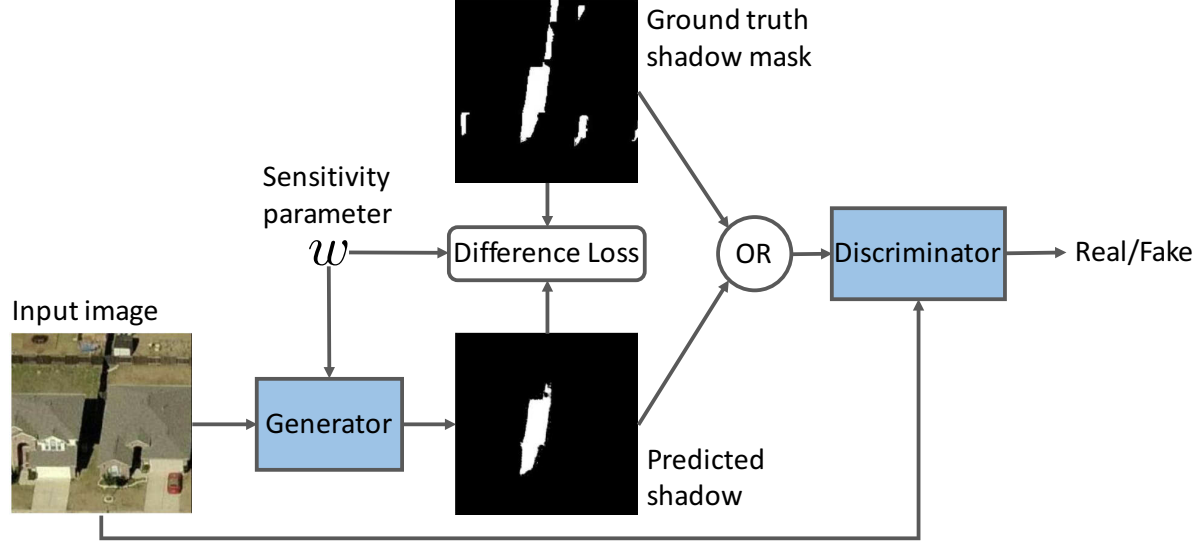 Ground truth
shadow mask
Sensitivity
parameter
w
Difference Loss
OR
Discriminator
Real/Fake
Input image
Generator
Predicted
shadow